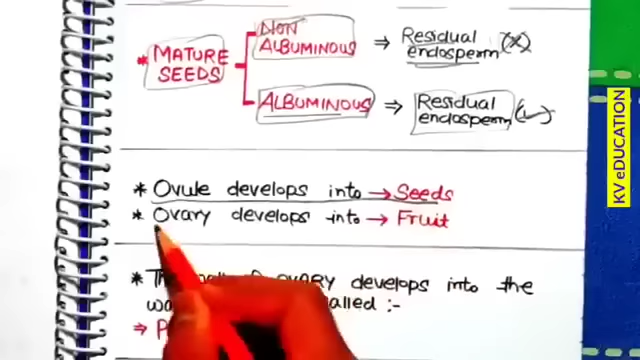 NON
* MATURE ALBUMINOUS ⇒ Residual endosperm (×)
SEEDS
ALBUMINOUS ⇒ Residual endosperm (✓)
* Ovule develops into → Seeds
* Ovary develops into → Fruit
* ovary develops into the
called :-
KV eDUCATION